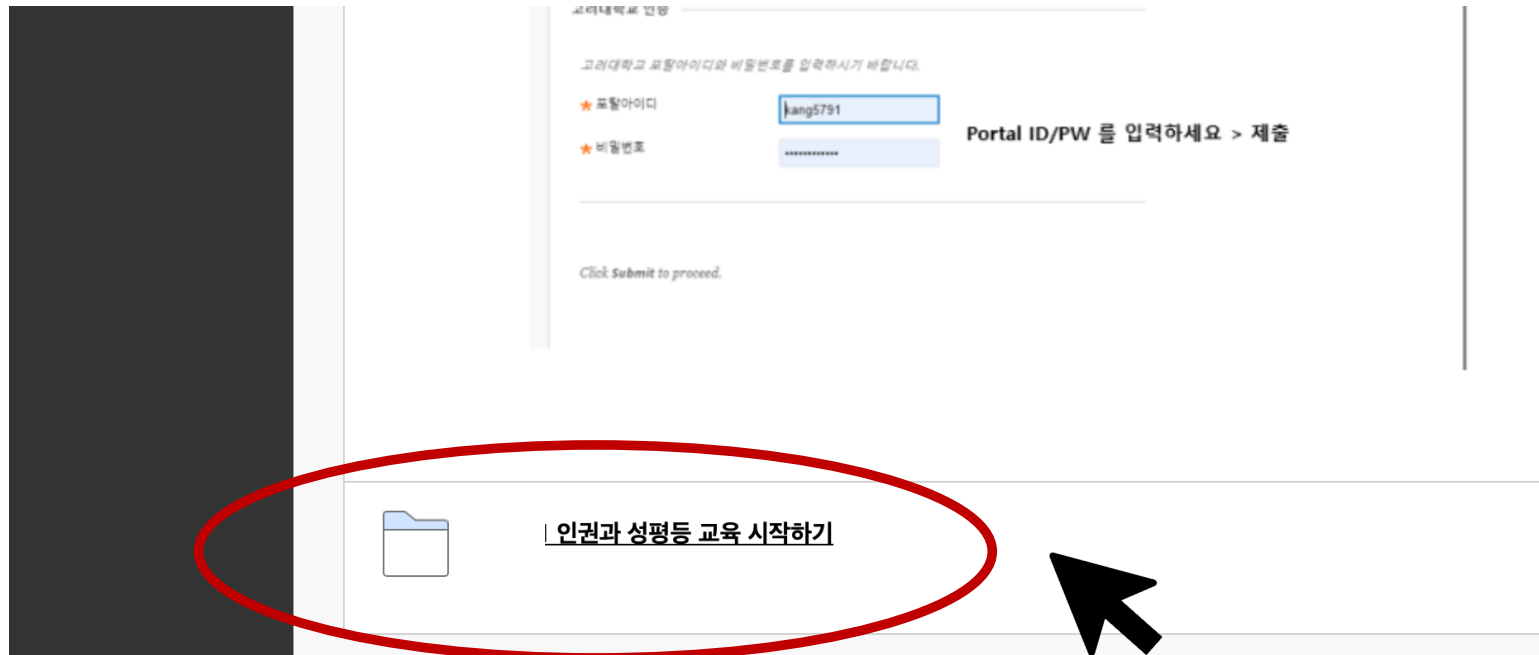 고려대학교 인증
고려대학교 포탈아이디와 비밀번호를 입력하시기 바랍니다.
★ 포탈아이디
kang5791
Portal ID/PW 를 입력하세요 > 제출
★ 비밀번호
••••••••••••
Click Submit to proceed.
인권과 성평등 교육 시작하기